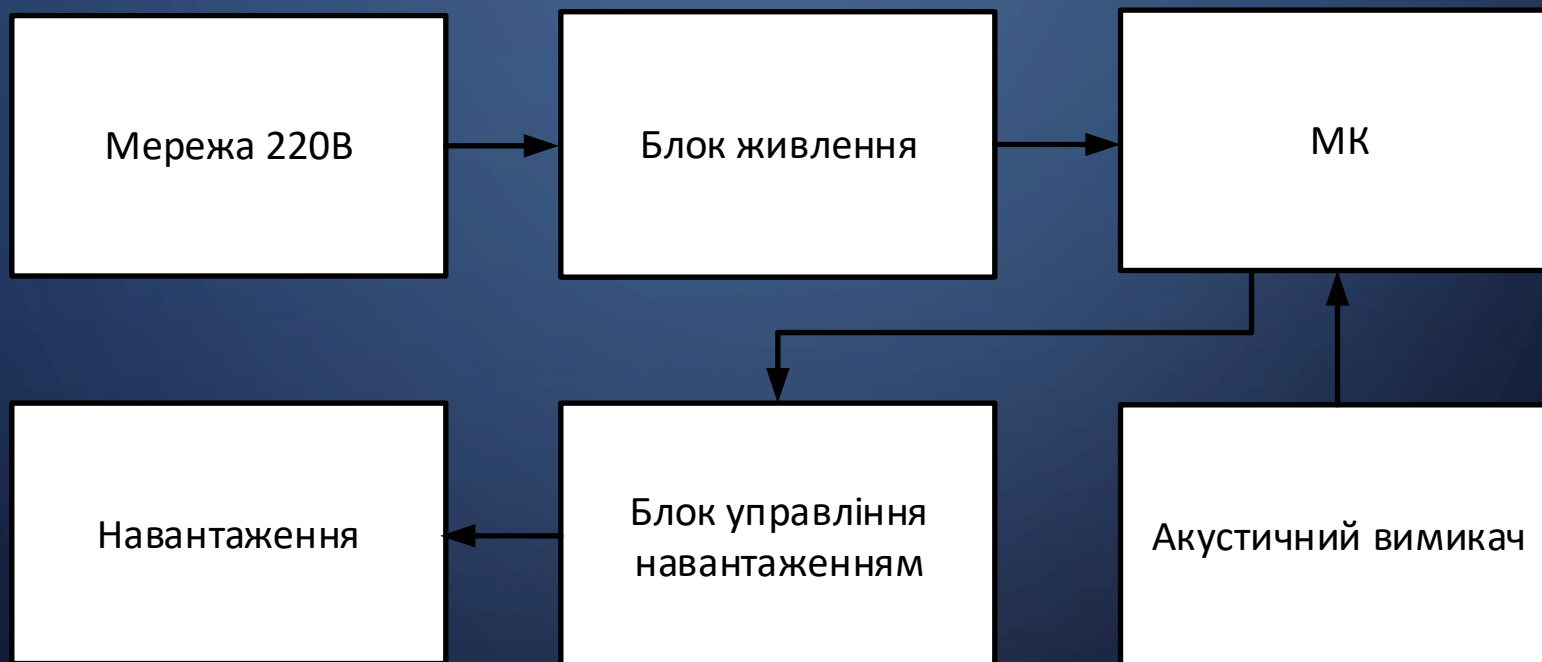 Мережа 220В
Блок живлення
МК
Навантаження
Блок управління
навантаженням
Акустичний вимикач